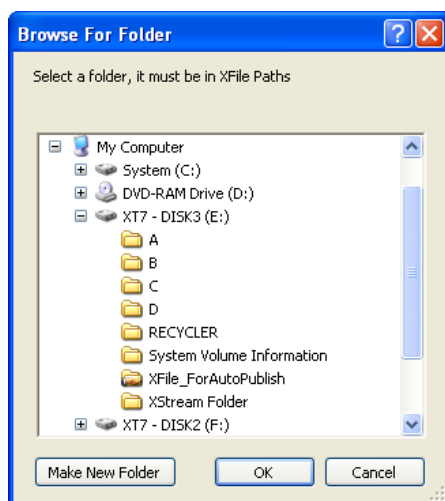 Browse For Folder
Select a folder, it must be in XFile Paths
My Computer
System (C:)
DVD-RAM Drive (D:)
XT7 - DISK3 (E:)
A
B
C
D
RECYCLER
System Volume Information
XFile_ForAutoPublish
XStream Folder
XT7 - DISK2 (F:)
Make New Folder OK Cancel